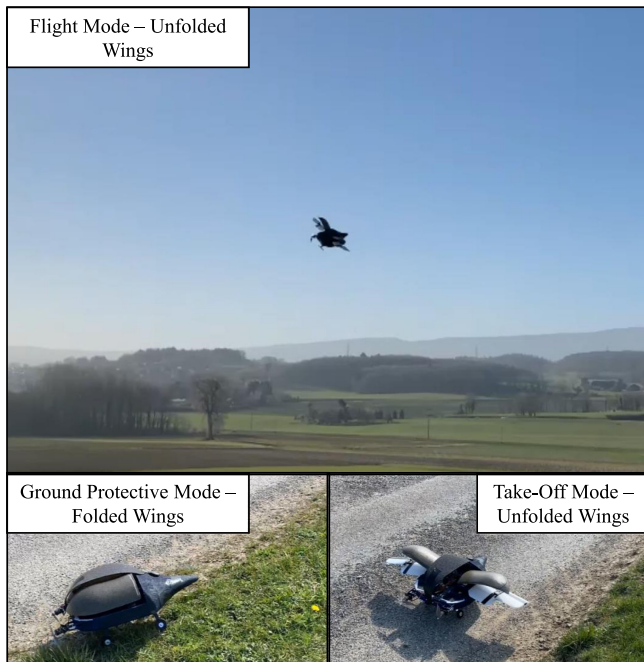 Flight Mode – Unfolded
Wings
Ground Protective Mode –
Folded Wings
Take-Off Mode –
Unfolded Wings